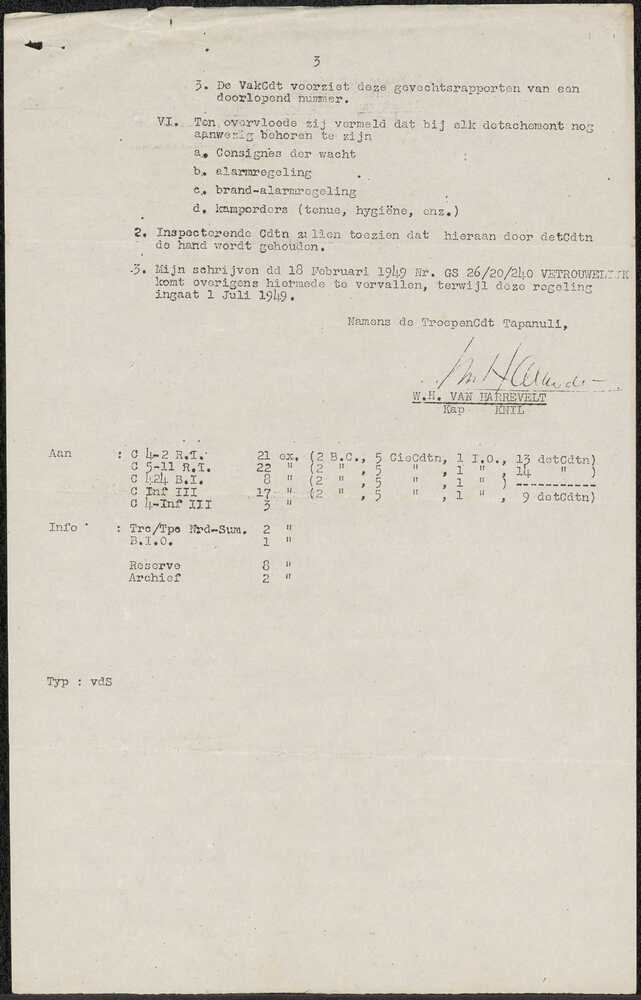 3
3. De VakCdt voorziet deze gevechtsrapporten van een
doorlopend nummer.
VI. Ten overvloede zij vermeld dat bij elk detachement nog
aanwezig behoren te zijn
a. Consignes der wacht
b. alarmregeling
c. brand-alarmregeling
d. kamporders (tenue, hygiëne, enz.)
2. Inspecterende Cdtn zullen toezien dat hieraan door detCdtn
de hand wordt gehouden.
3. Mijn schrijven dd 18 Februari 1949 Nr. GS 26/20/240 VETROUWELIJK
komt overigens hiermede te vervallen, terwijl deze regeling
ingaat 1 Juli 1949.
Namens de TroepenCdt Tapanuli,
W.H. VAN HARREVELT
Kap KNIL
Aan : C 4-2 R.I. 21 ex. (2 B.C., 5 CieCdtn, 1 I.O., 13 detCdtn)
C 5-11 R.I. 22 " (2 " , 5 " , 1 " , 14 " )
C 424 B.I. 8 " (2 " , 5 " , 1 " ) -----------
C Inf III 17 " (2 " , 5 " , 1 " , 9 detCdtn)
C 4-Inf III 3 "
Info : Trc/Tpc Nrd-Sum. 2 "
B.I.O. 1 "
Reserve 8 "
Archief 2 "
Typ : vdS